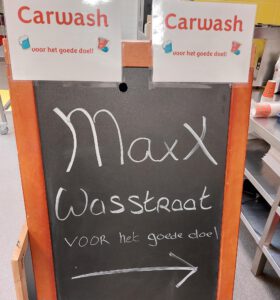 Carwash
voor het goede doel!
Carwash
voor het goede doel!
MaxX
Wasstraat
voor het goede doel